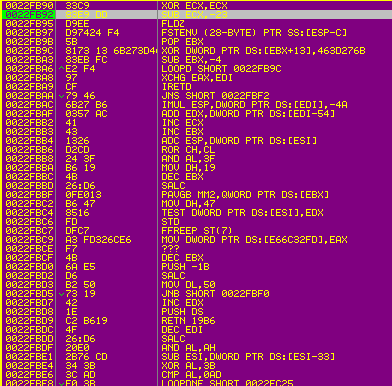 0022FB90 33C9 XOR ECX,ECX
0022FB92 83E9 DD SUB ECX,-23
0022FB95 D9EE FLDZ
0022FB97 D97424 F4 FSTENV (28-BYTE) PTR SS:[ESP-C]
0022FB9B 5B POP EBX
0022FB9C 8173 13 6B273D46 XOR DWORD PTR DS:[EBX+13],463D276B
0022FBA3 83EB FC SUB EBX,-4
0022FBA6 E2 F4 LOOPD SHORT 0022FB9C
0022FBA8 97 XCHG EAX,EDI
0022FBA9 CF IRETD
0022FBAA 79 46 JNS SHORT 0022FBF2
0022FBAC 6B27 B6 IMUL ESP,DWORD PTR DS:[EDI],-4A
0022FBAF 0357 AC ADD EDX,DWORD PTR DS:[EDI-54]
0022FBB2 41 INC ECX
0022FBB3 43 INC EBX
0022FBB4 1326 ADC ESP,DWORD PTR DS:[ESI]
0022FBB6 D2CD ROR CH,CL
0022FBB8 24 3F AND AL,3F
0022FBBA B6 19 MOV DH,19
0022FBBC 4B DEC EBX
0022FBBD 26:D6 SALC
0022FBBF 0FE013 PAVGB MM2,QWORD PTR DS:[EBX]
0022FBC2 B6 47 MOV DH,47
0022FBC4 8516 TEST DWORD PTR DS:[ESI],EDX
0022FBC6 FD STD
0022FBC7 DFC7 FFREEP ST(7)
0022FBC9 A3 FD326CE6 MOV DWORD PTR DS:[E66C32FD],EAX
0022FBCE F7 ???
0022FBCF 4B DEC EBX
0022FBD0 6A E5 PUSH -1B
0022FBD2 D6 SALC
0022FBD3 B2 50 MOV DL,50
0022FBD5 73 19 JNB SHORT 0022FBF0
0022FBD7 42 INC EDX
0022FBD8 1E PUSH DS
0022FBD9 C2 B619 RETN 19B6
0022FBDC 4F DEC EDI
0022FBDD 26:D6 SALC
0022FBDF 20E0 AND AL,AH
0022FBE1 2B76 CD SUB ESI,DWORD PTR DS:[ESI-33]
0022FBE4 34 3B XOR AL,3B
0022FBE6 3C AD CMP AL,0AD
0022FBE8 E0 3B LOOPDNE SHORT 0022FC25